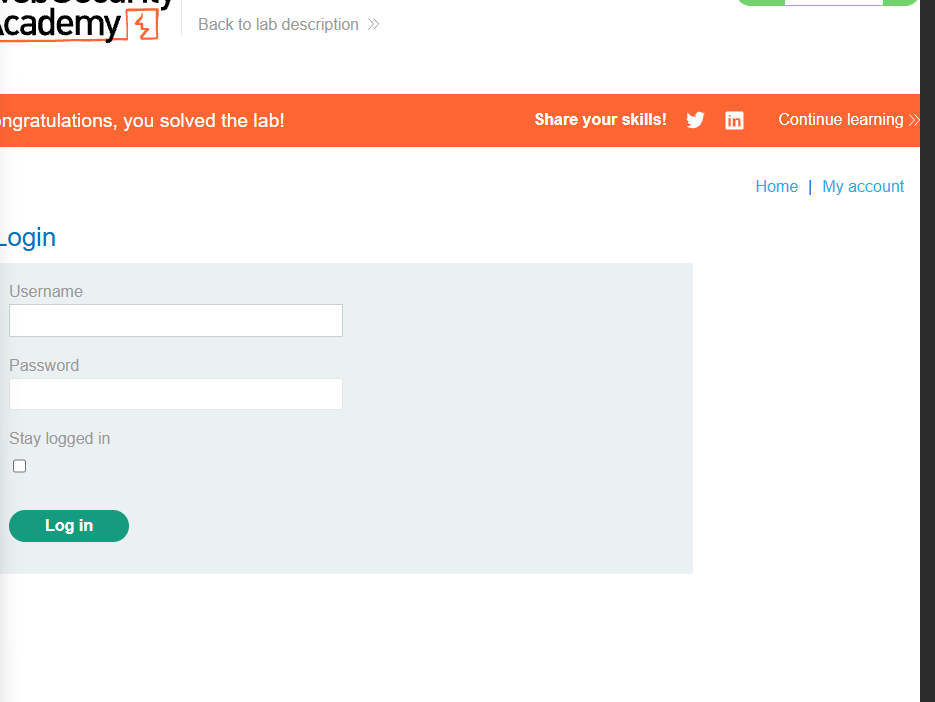 Academy
Back to lab description
ongratulations, you solved the lab!
Share your skills!
in
Continue learning
Home | My account
Login
Username
Password
Stay logged in
Log in